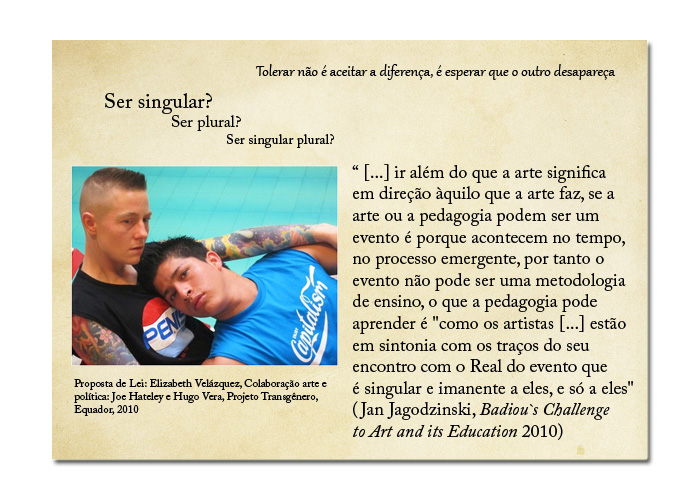 Tolerar não é aceitar a diferença, é esperar que o outro desapareça
Ser singular?
Ser plural?
Ser singular plural?
“ [...] ir além do que a arte significa
em direção àquilo que a arte faz, se a
arte ou a pedagogia podem ser um
evento é porque acontecem no tempo,
no processo emergente, por tanto o
evento não pode ser uma metodologia
de ensino, o que a pedagogia pode
aprender é "como os artistas [...] estão
em sintonia com os traços do seu
encontro com o Real do evento que
é singular e imanente a eles, e só a eles"
(Jan Jagodzinski, Badiou`s Challenge
to Art and its Education 2010)
Capitalism
Proposta de Lei: Elizabeth Velázquez, Colaboração arte e
política: Joe Hateley e Hugo Vera, Projeto Transgênero,
Equador, 2010